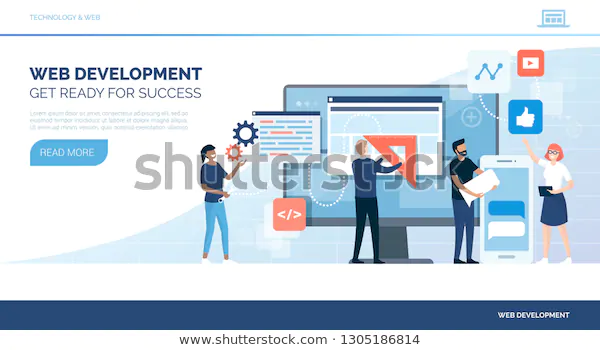 TECHNOLOGY & WEB
WEB DEVELOPMENT
GET READY FOR SUCCESS
READ MORE
</>
shutterstock
WEB DEVELOPMENT
www.shutterstock.com • 1305186814